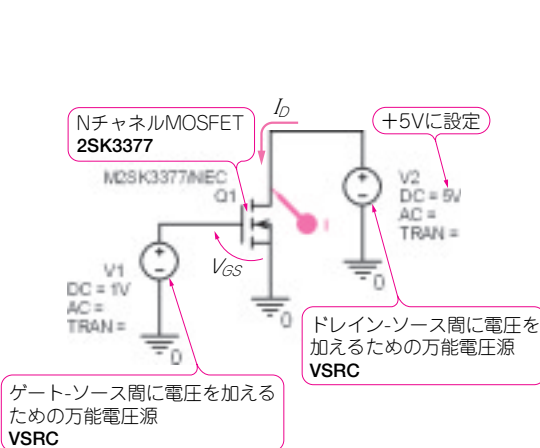 I_D
NチャネルMOSFET
2SK3377
+5Vに設定
M2SK3377/NEC
Q1
V2
DC = 5V
AC =
TRAN =
I
V_GS
V1
DC = 1V
AC =
TRAN =
0
0
0
ドレイン-ソース間に電圧を
加えるための万能電圧源
VSRC
ゲート-ソース間に電圧を加える
ための万能電圧源
VSRC